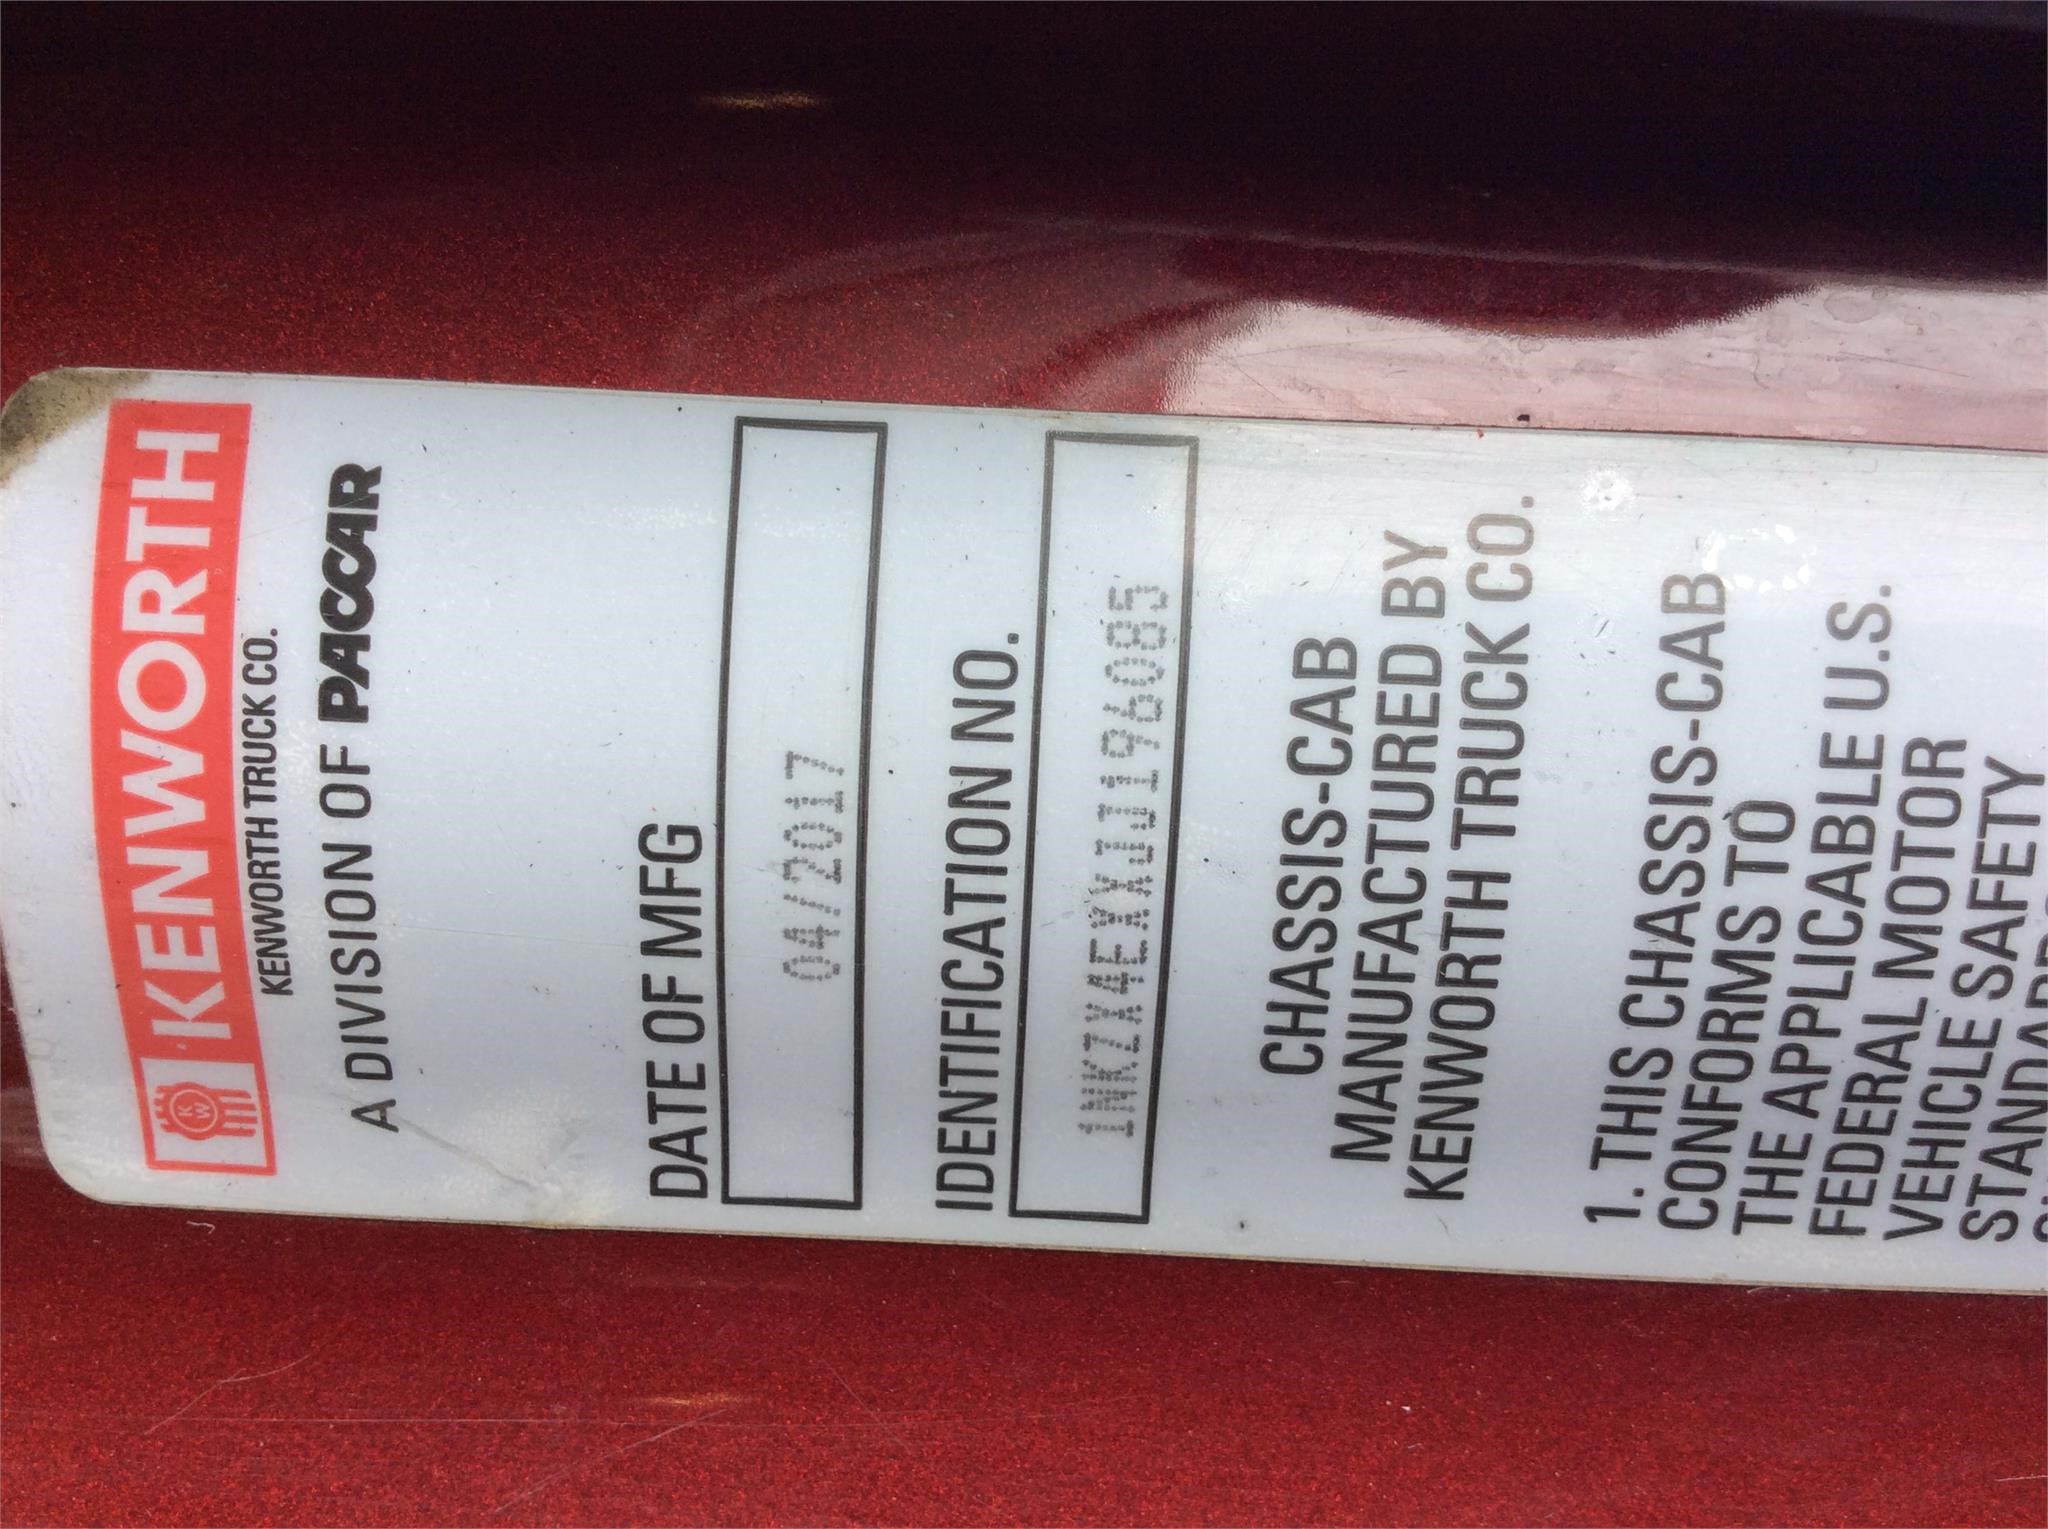 KW KENWORTH
KENWORTH TRUCK CO.
A DIVISION OF PACCAR
DATE OF MFG
04/2017
IDENTIFICATION NO.
CHASSIS-CAB
MANUFACTURED BY
KENWORTH TRUCK CO.
1. THIS CHASSIS-CAB
CONFORMS TO
THE APPLICABLE U.S.
FEDERAL MOTOR
VEHICLE SAFETY